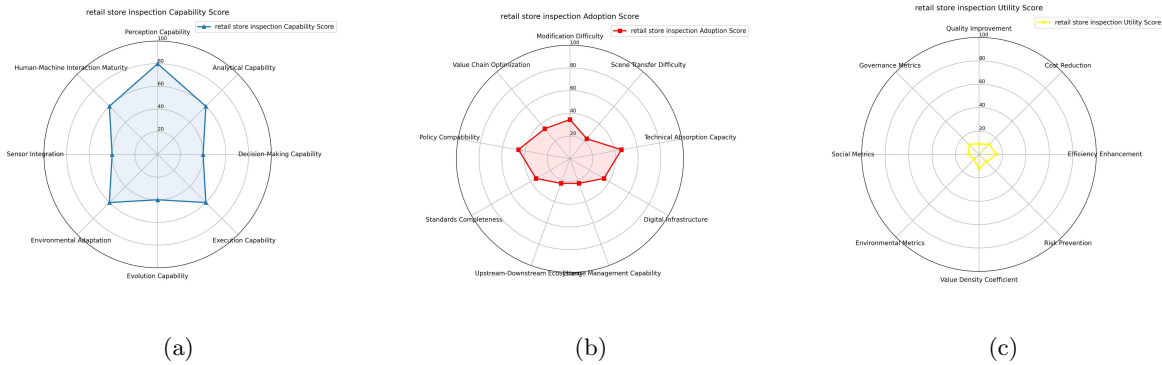 retail store inspection Capability Score
retail store inspection Capability Score
Perception Capability
100
80
60
40
20
Human-Machine Interaction Maturity
Analytical Capability
Sensor Integration
Decision-Making Capability
Environmental Adaptation
Execution Capability
Evolution Capability
(a)
retail store inspection Adoption Score
retail store inspection Adoption Score
Modification Difficulty
100
80
60
40
20
Value Chain Optimization
Scene Transfer Difficulty
Policy Compatibility
Technical Absorption Capacity
Standards Completeness
Digital Infrastructure
Upstream-Downstream Ecosystem
Change Management Capability
(b)
retail store inspection Utility Score
retail store inspection Utility Score
Quality Improvement
100
80
60
40
20
Governance Metrics
Cost Reduction
Social Metrics
Efficiency Enhancement
Environmental Metrics
Risk Prevention
Value Density Coefficient
(c)